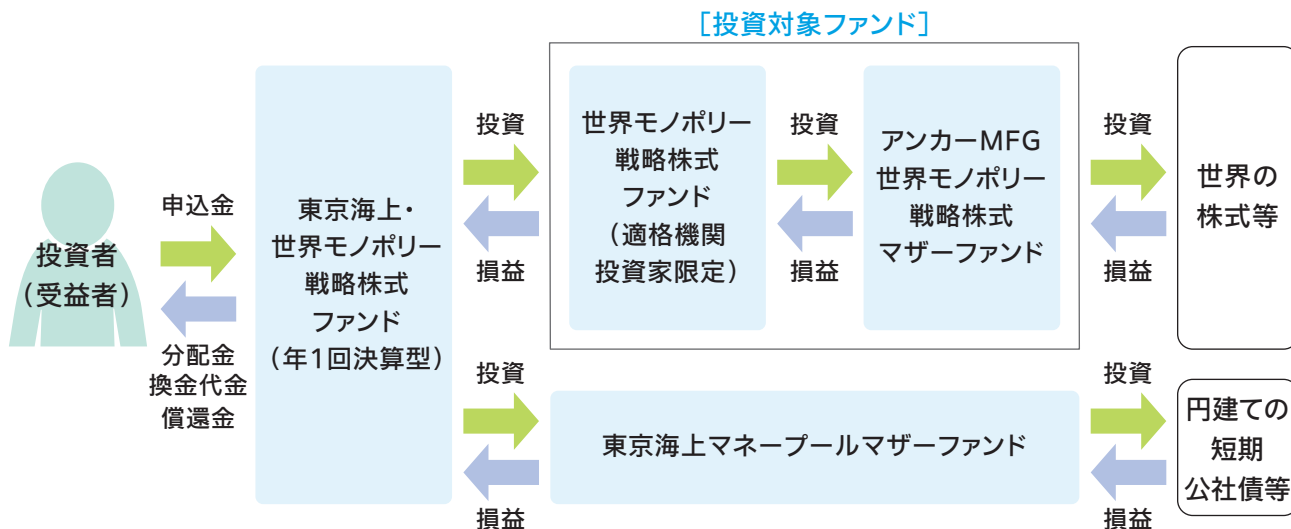 ［投資対象ファンド］
投資者
（受益者）
申込金
分配金
換金代金
償還金
東京海上・
世界モノポリー
戦略株式
ファンド
（年1回決算型）
投資
損益
世界モノポリー
戦略株式
ファンド
（適格機関
投資家限定）
投資
損益
アンカーMFG
世界モノポリー
戦略株式
マザーファンド
投資
損益
世界の
株式等
投資
損益
東京海上マネープールマザーファンド
投資
損益
円建ての
短期
公社債等